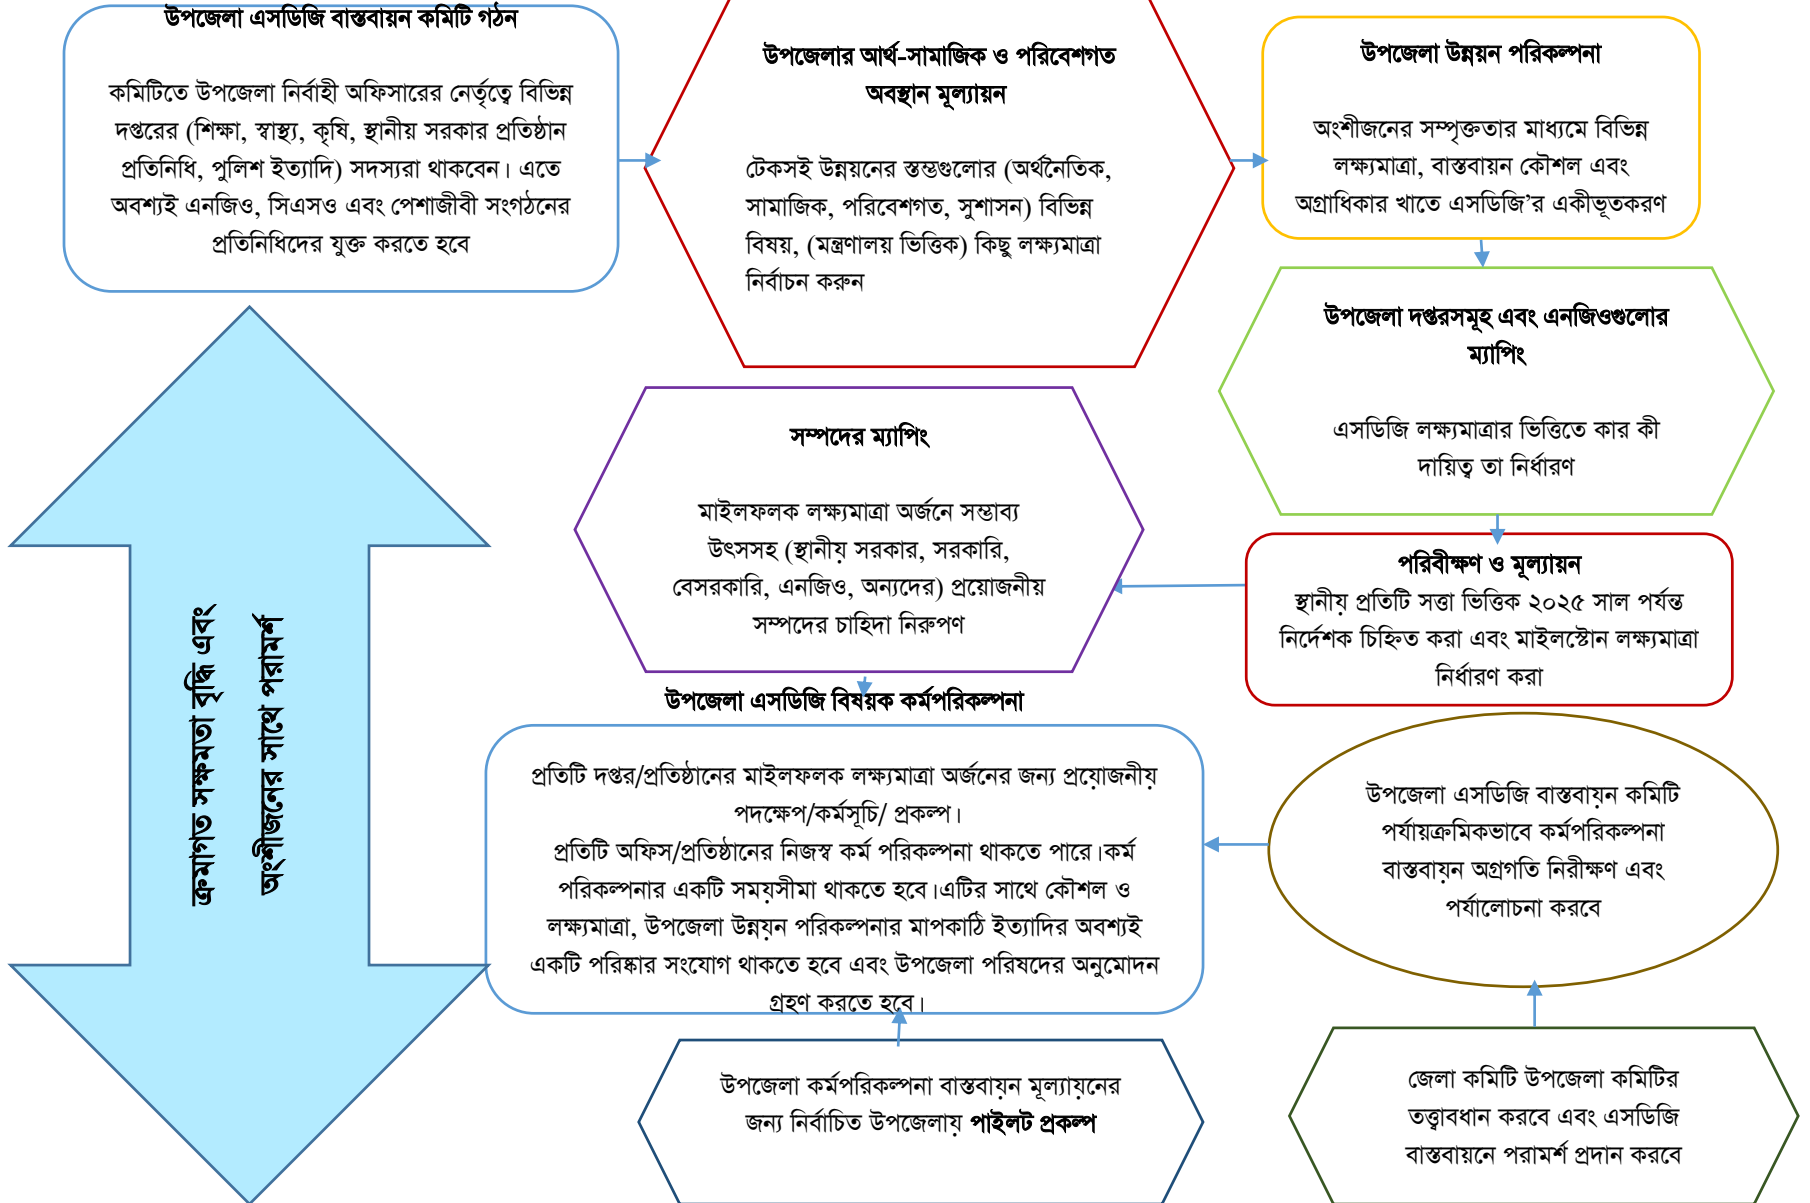 উপজেলা এসডিজি বাস্তবায়ন কমিটি গঠন
কমিটিতে উপজেলা নির্বাহী অফিসারের নের্তৃত্বে বিভিন্ন
দপ্তরের (শিক্ষা, স্বাস্থ্য, কৃষি, স্থানীয় সরকার প্রতিষ্ঠান
প্রতিনিধি, পুলিশ ইত্যাদি) সদস্যরা থাকবেন। এতে
অবশ্যই এনজিও, সিএসও এবং পেশাজীবী সংগঠনের
প্রতিনিধিদের যুক্ত করতে হবে
উপজেলার আর্থ-সামাজিক ও পরিবেশগত
অবস্থান মূল্যায়ন
টেকসই উন্নয়নের স্তম্ভগুলোর (অর্থনৈতিক,
সামাজিক, পরিবেশগত, সুশাসন) বিভিন্ন
বিষয়, (মন্ত্রণালয় ভিত্তিক) কিছু লক্ষ্যমাত্রা
নির্বাচন করুন
উপজেলা উন্নয়ন পরিকল্পনা
অংশীজনের সম্পৃক্ততার মাধ্যমে বিভিন্ন
লক্ষ্যমাত্রা, বাস্তবায়ন কৌশল এবং
অগ্রাধিকার খাতে এসডিজি’র একীভূতকরণ
উপজেলা দপ্তরসমূহ এবং এনজিওগুলোর
ম্যাপিং
এসডিজি লক্ষ্যমাত্রার ভিত্তিতে কার কী
দায়িত্ব তা নির্ধারণ
পরিবীক্ষণ ও মূল্যায়ন
স্থানীয় প্রতিটি সত্তা ভিত্তিক ২০২৫ সাল পর্যন্ত
নির্দেশক চিহ্নিত করা এবং মাইলস্টোন লক্ষ্যমাত্রা
নির্ধারণ করা
সম্পদের ম্যাপিং
মাইলফলক লক্ষ্যমাত্রা অর্জনে সম্ভাব্য
উৎসসহ (স্থানীয় সরকার, সরকারি,
বেসরকারি, এনজিও, অন্যদের) প্রয়োজনীয়
সম্পদের চাহিদা নিরুপণ
উপজেলা এসডিজি বিষয়ক কর্মপরিকল্পনা
প্রতিটি দপ্তর/প্রতিষ্ঠানের মাইলফলক লক্ষ্যমাত্রা অর্জনের জন্য প্রয়োজনীয়
পদক্ষেপ/কর্মসূচি/ প্রকল্প।
প্রতিটি অফিস/প্রতিষ্ঠানের নিজস্ব কর্ম পরিকল্পনা থাকতে পারে।কর্ম
পরিকল্পনার একটি সময়সীমা থাকতে হবে।এটির সাথে কৌশল ও
লক্ষ্যমাত্রা, উপজেলা উন্নয়ন পরিকল্পনার মাপকাঠি ইত্যাদির অবশ্যই
একটি পরিষ্কার সংযোগ থাকতে হবে এবং উপজেলা পরিষদের অনুমোদন
গ্রহণ করতে হবে।
উপজেলা এসডিজি বাস্তবায়ন কমিটি
পর্যায়ক্রমিকভাবে কর্মপরিকল্পনা
বাস্তবায়ন অগ্রগতি নিরীক্ষণ এবং
পর্যালোচনা করবে
উপজেলা কর্মপরিকল্পনা বাস্তবায়ন মূল্যায়নের
জন্য নির্বাচিত উপজেলায় পাইলট প্রকল্প
জেলা কমিটি উপজেলা কমিটির
তত্ত্বাবধান করবে এবং এসডিজি
বাস্তবায়নে পরামর্শ প্রদান করবে
ক্রমাগত সক্ষমতা বৃদ্ধি এবং
অংশীজনের সাথে পরামর্শ